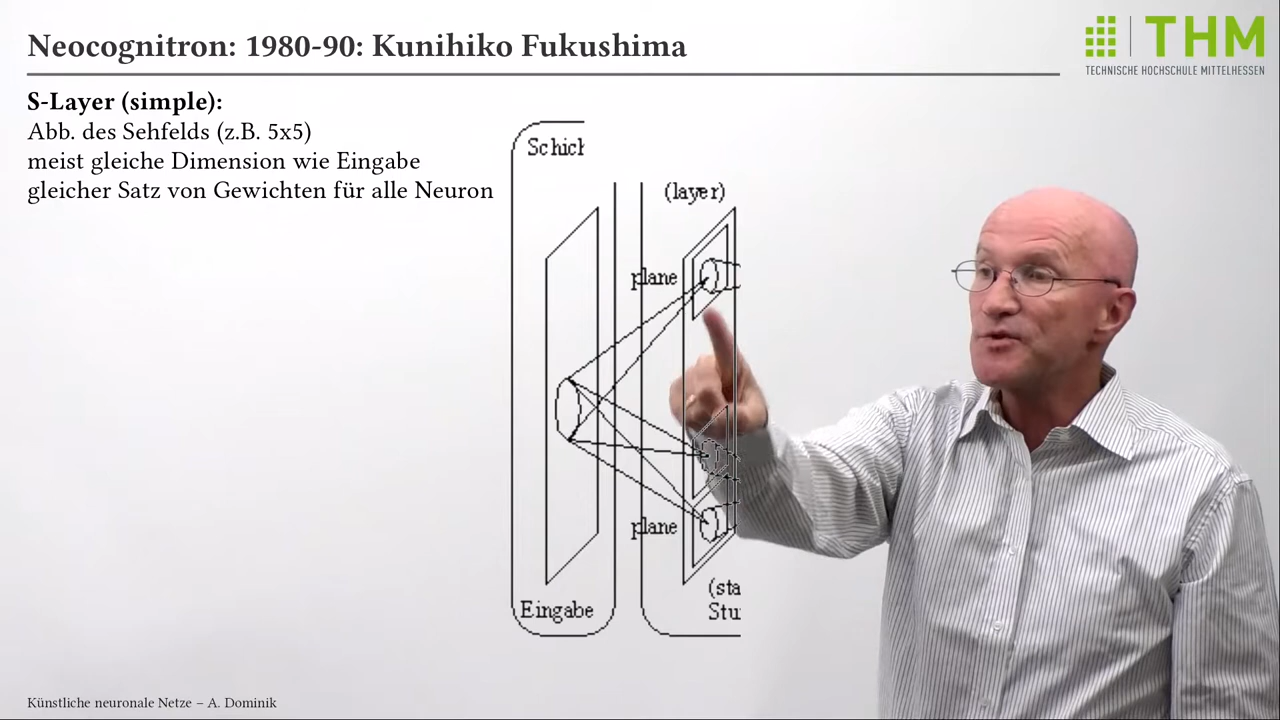 Neocognitron: 1980-90: Kunihiko Fukushima
THM
TECHNISCHE HOCHSCHULE MITTELHESSEN
S-Layer (simple):
Abb. des Sehfelds (z.B. 5x5)
meist gleiche Dimension wie Eingabe
gleicher Satz von Gewichten für alle Neuron
(layer)
plane
plane
Eingabe
Künstliche neuronale Netze – A. Dominik